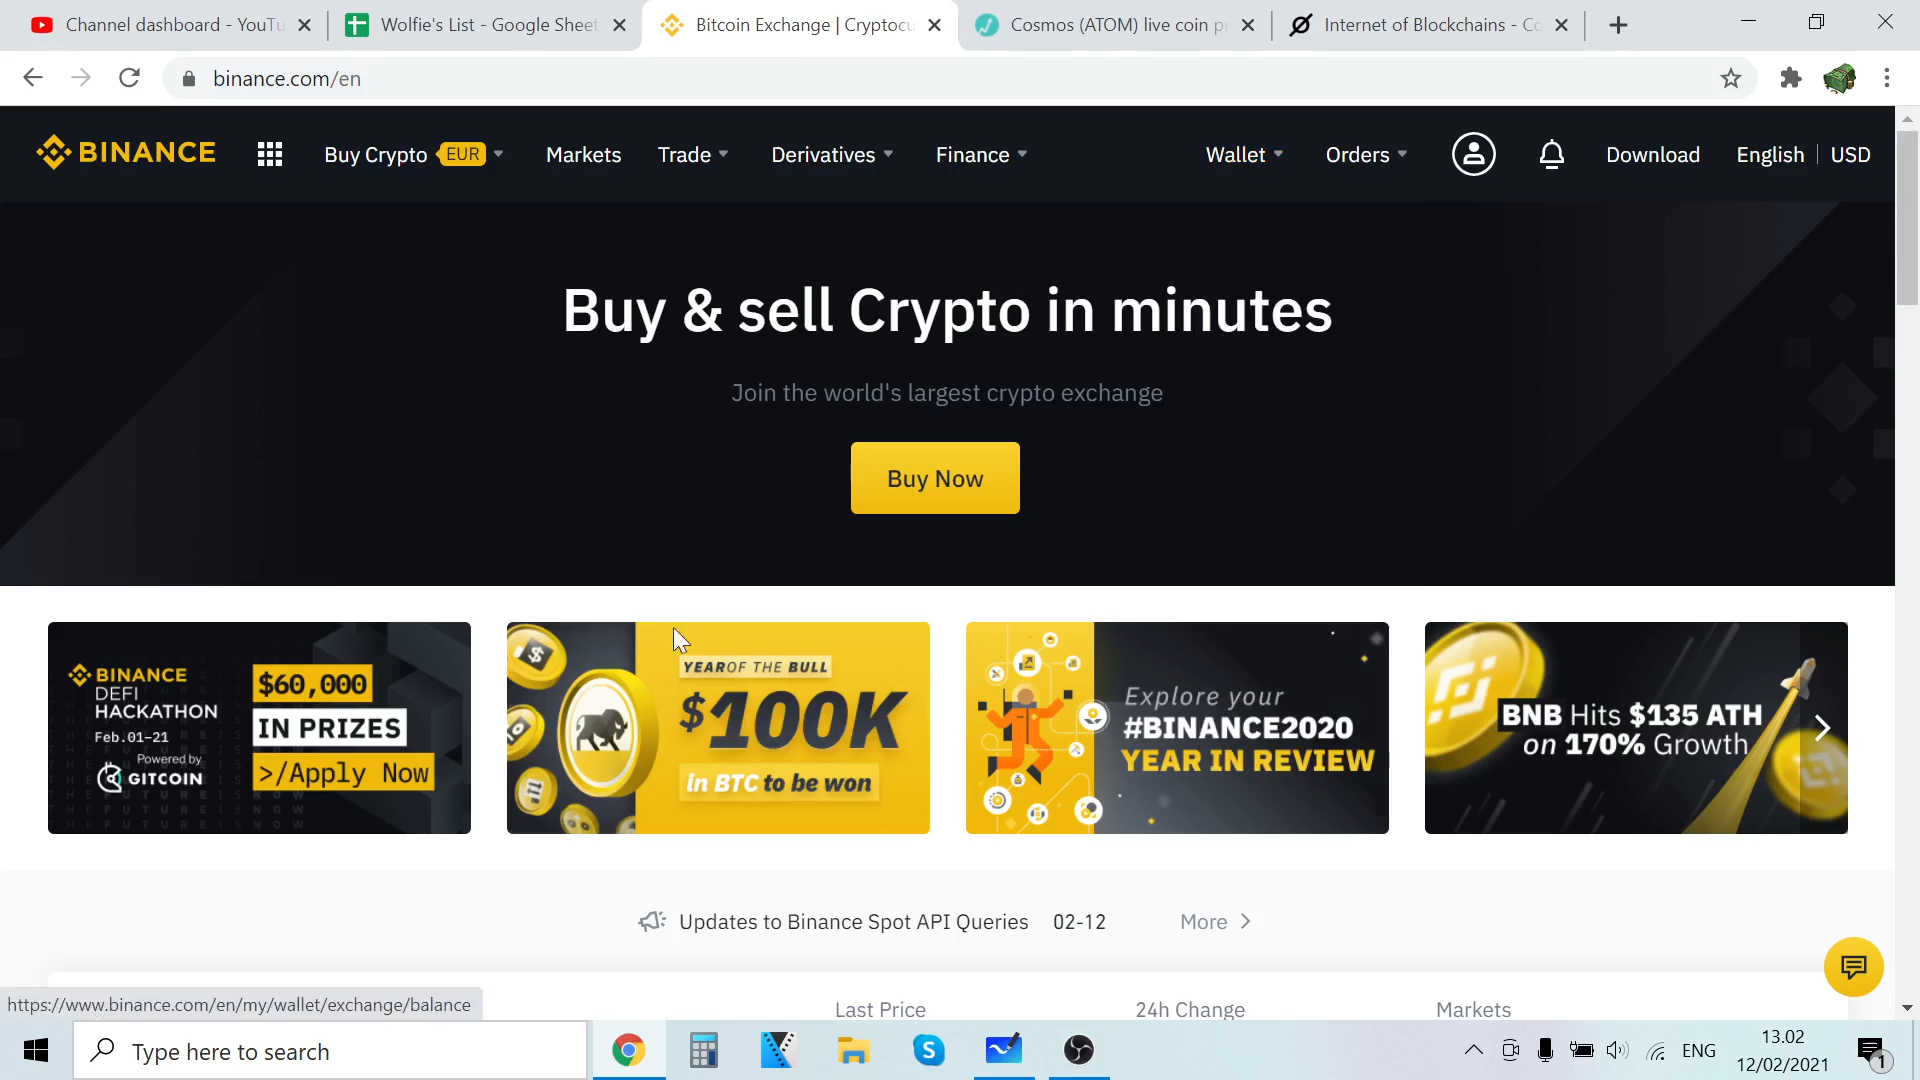 Channel dashboard - YouTu
Wolfie's List - Google Sheet
Bitcoin Exchange | Cryptocu
Cosmos (ATOM) live coin p
Internet of Blockchains - Co
binance.com/en
BINANCE
Buy Crypto EUR
Markets
Trade
Derivatives
Finance
Wallet
Orders
Download
English
USD
Buy & sell Crypto in minutes
Join the world's largest crypto exchange
Buy Now
BINANCE
DEFI
HACKATHON
Feb.01-21
Powered by
GITCOIN
$60,000
IN PRIZES
>/Apply Now
YEAR OF THE BULL
$100K
in BTC to be won
Explore your
#BINANCE2020
YEAR IN REVIEW
BNB Hits $135 ATH
on 170% Growth
Updates to Binance Spot API Queries 02-12
More
Last Price
24h Change
Markets
https://www.binance.com/en/my/wallet/exchange/balance
Type here to search
ENG
13.02
12/02/2021
1